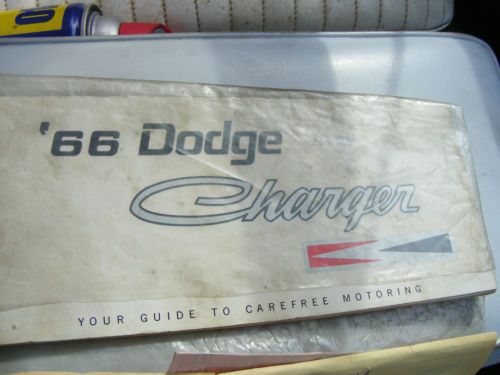 '66 Dodge
Charger
YOUR GUIDE TO CAREFREE MOTORING